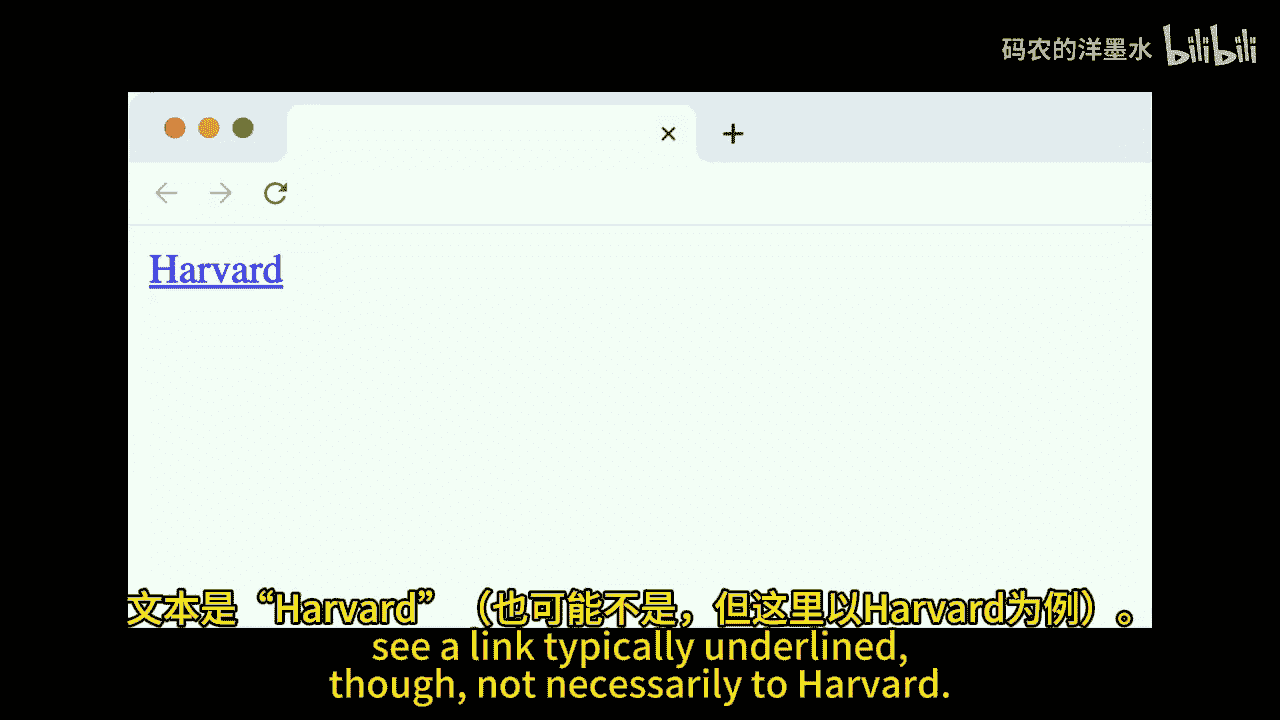 码农的洋墨水 bilibili
Harvard
文本是“Harvard”（也可能不是，但这里以Harvard为例）。
see a link typically underlined,
though, not necessarily to Harvard.